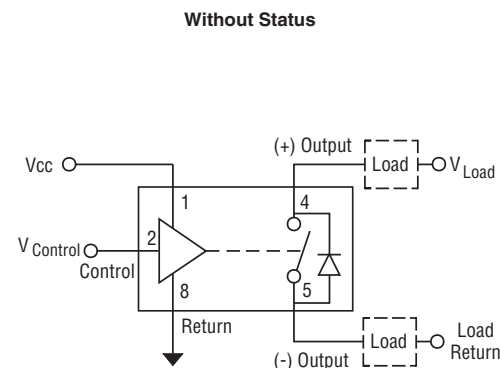 Without Status
(+) Output
Load
V Load
Vcc
1
4
V Control
2
Control
8
5
Return
Load
Load
Return
(-) Output